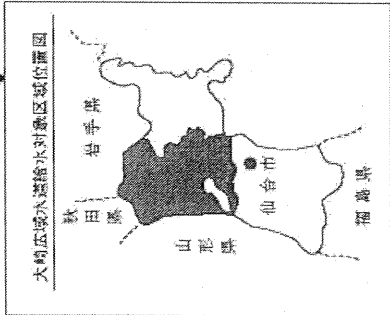 大崎広域水道給水対象区域位置図
秋田県
岩手県
山形県
仙台市
福島県